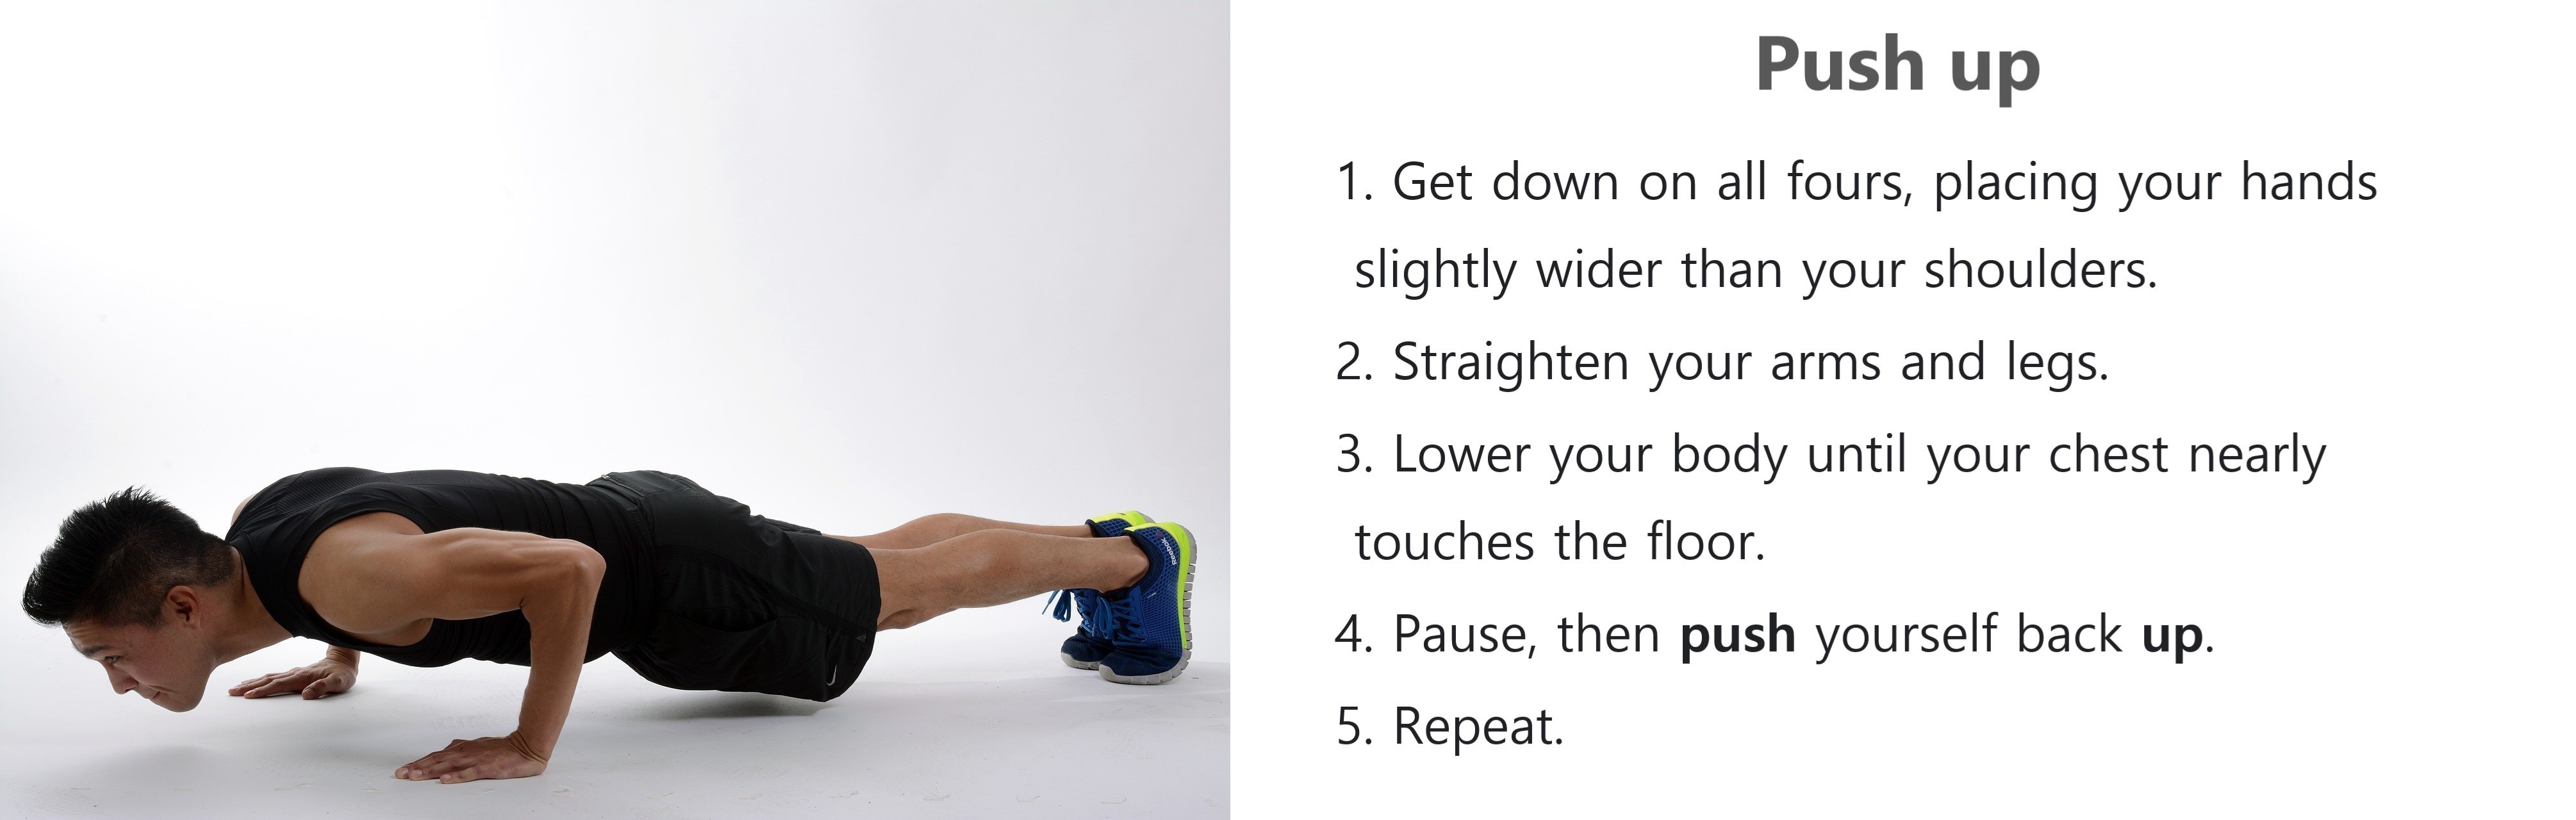 Push up
1. Get down on all fours, placing your hands
slightly wider than your shoulders.
2. Straighten your arms and legs.
3. Lower your body until your chest nearly
touches the floor.
4. Pause, then push yourself back up.
5. Repeat.
Reebok